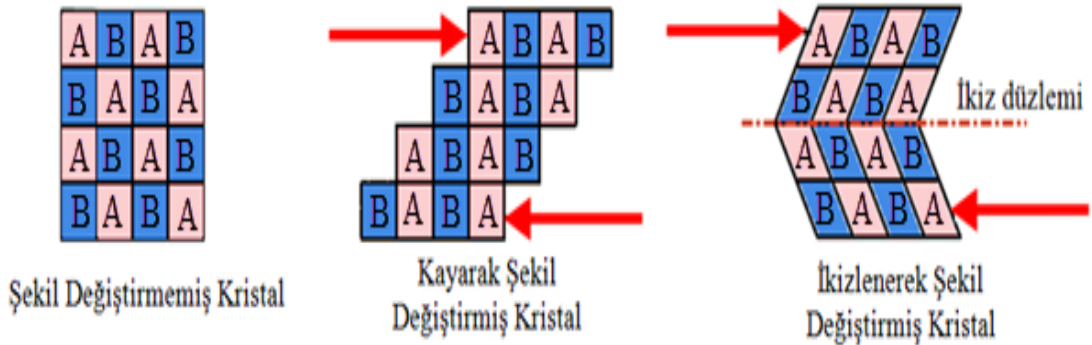 A B A B
B A B A
A B A B
B A B A
Şekil Değiştirmemiş Kristal
A B A B
B A B A
A B A B
B A B A
Kayarak Şekil
Değiştirmiş Kristal
A B A B
B A B A
İkiz düzlemi
A B A B
B A B A
İkizlenerek Şekil
Değiştirmiş Kristal